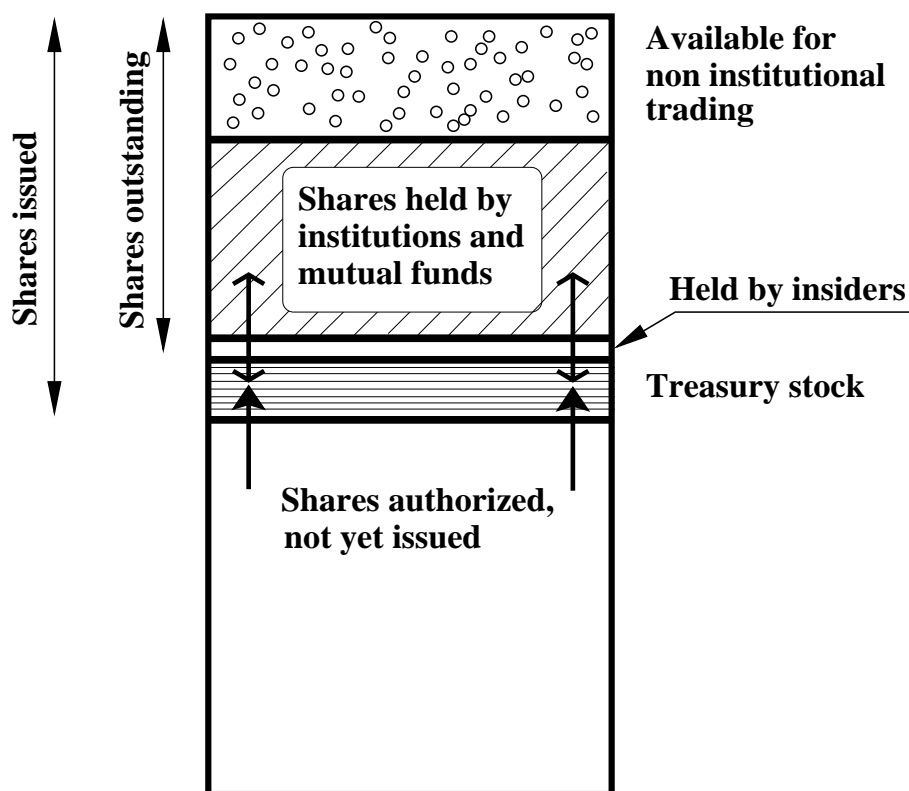 Shares issued
Shares outstanding
Available for
non institutional
trading
Shares held by
institutions and
mutual funds
Held by insiders
Treasury stock
Shares authorized,
not yet issued